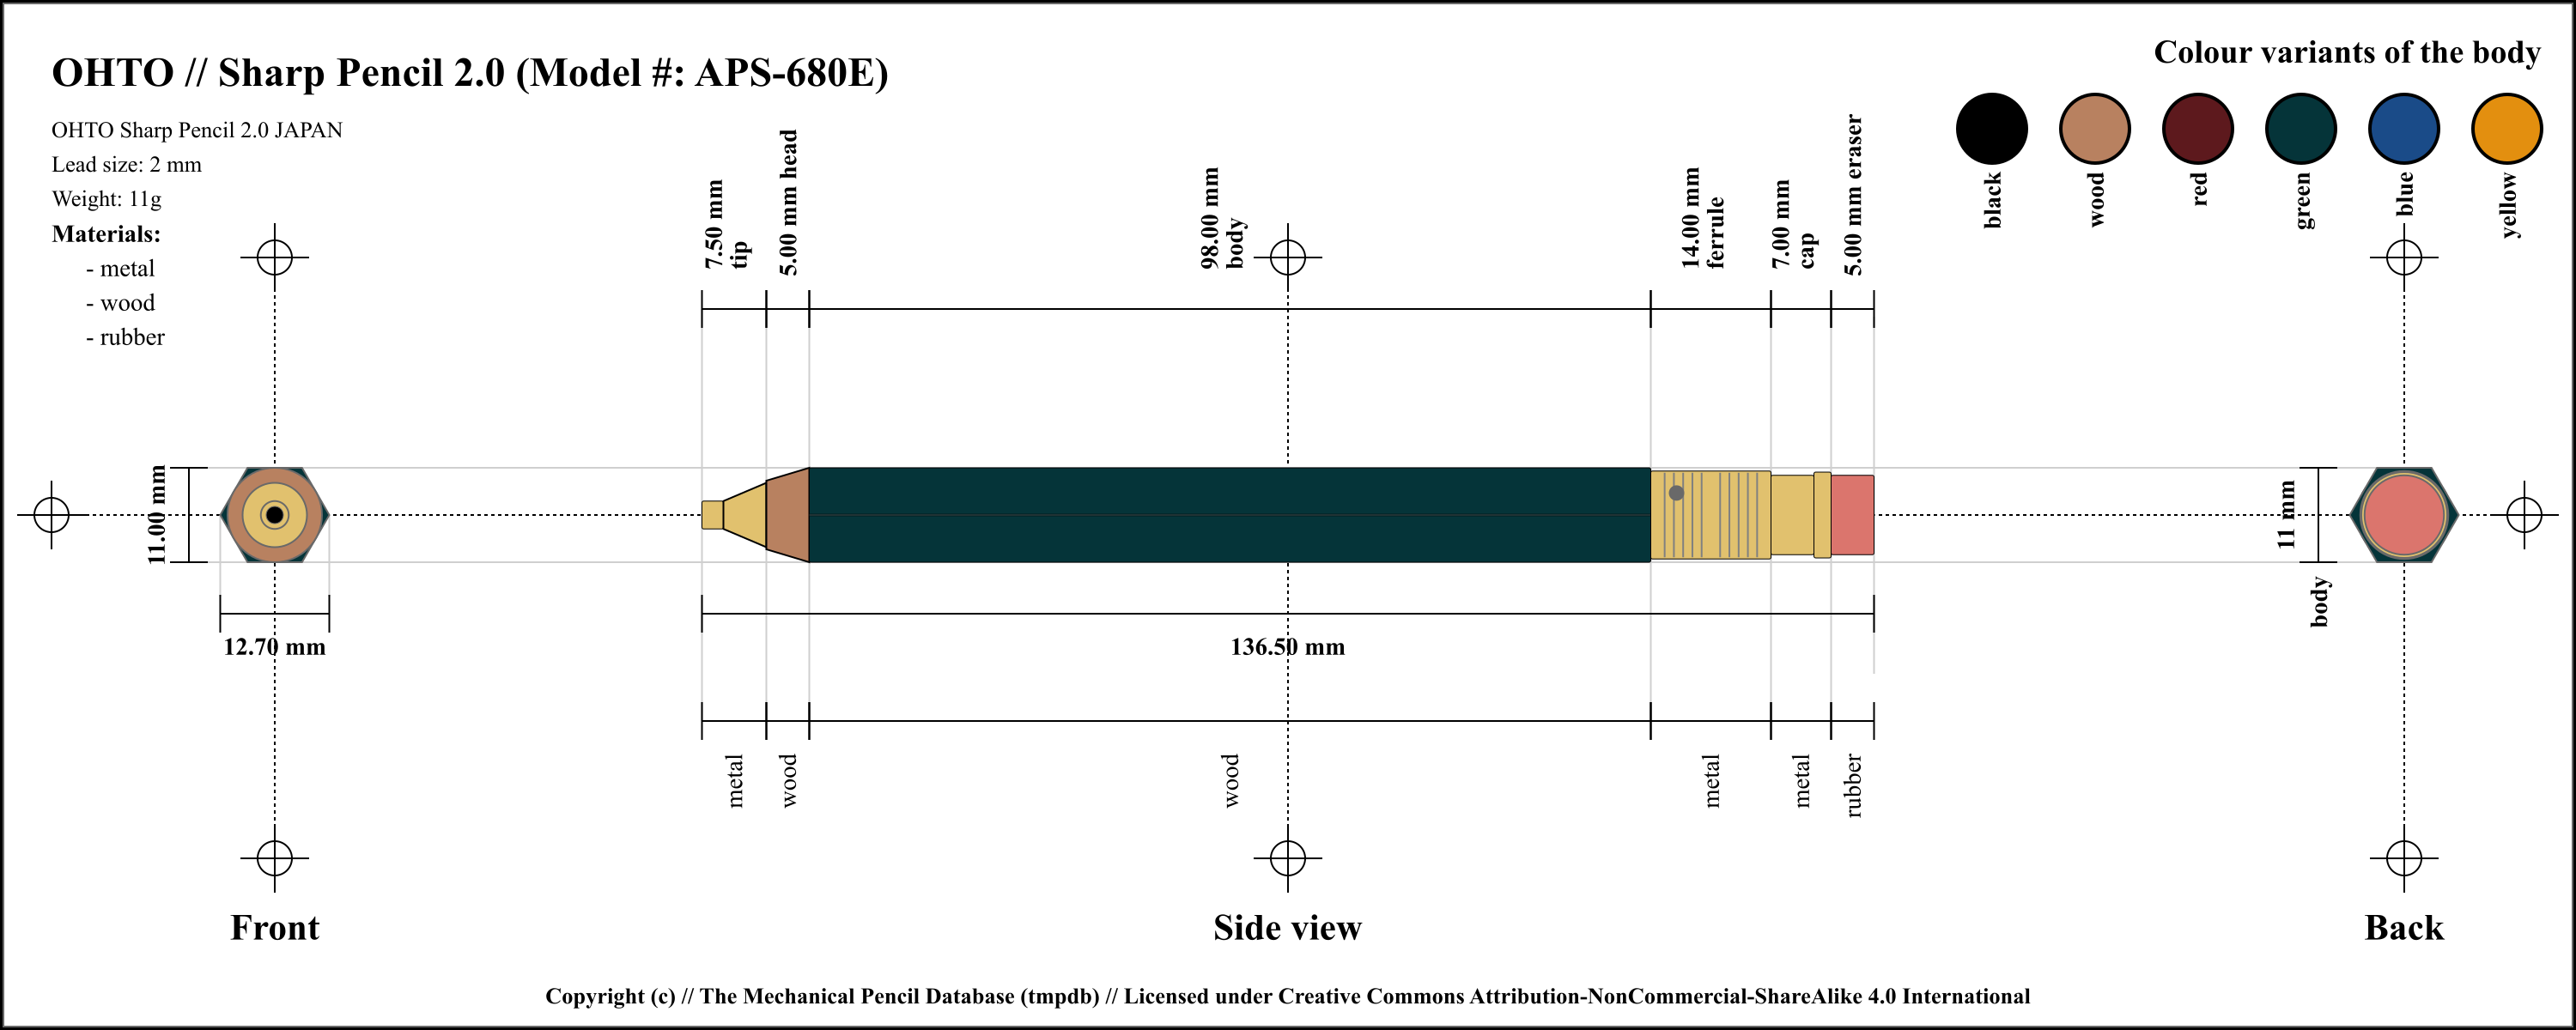 OHTO // Sharp Pencil 2.0 (Model #: APS-680E)
OHTO Sharp Pencil 2.0 JAPAN
Lead size: 2 mm
Weight: 11g
Materials:
- metal
- wood
- rubber
Colour variants of the body
black
wood
red
green
blue
yellow
7.50 mm
tip
5.00 mm head
98.00 mm
body
14.00 mm
ferrule
7.00 mm
cap
5.00 mm eraser
11.00 mm
12.70 mm
136.50 mm
11 mm
body
metal
wood
wood
metal
metal
rubber
Front
Side view
Back
Copyright (c) // The Mechanical Pencil Database (tmpdb) // Licensed under Creative Commons Attribution-NonCommercial-ShareAlike 4.0 International